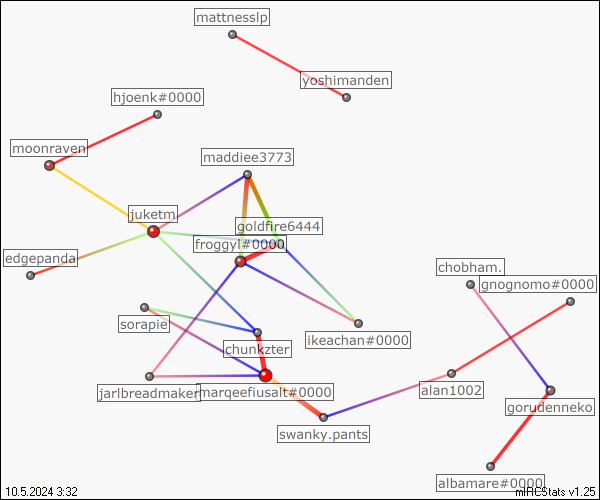 mattnesslp
yoshimanden
hjoenk#0000
moonraven
maddiee3773
juketm
goldfire6444
froggyl#0000
edgepanda
chobham.
gnognomo#0000
sorapie
ikeachan#0000
chunkzter
jarlbreadmaker
marqeefiusalt#0000
alan1002
gorudenneko
swanky.pants
albamare#0000
10.5.2024 3:32
mIRCStats v1.25